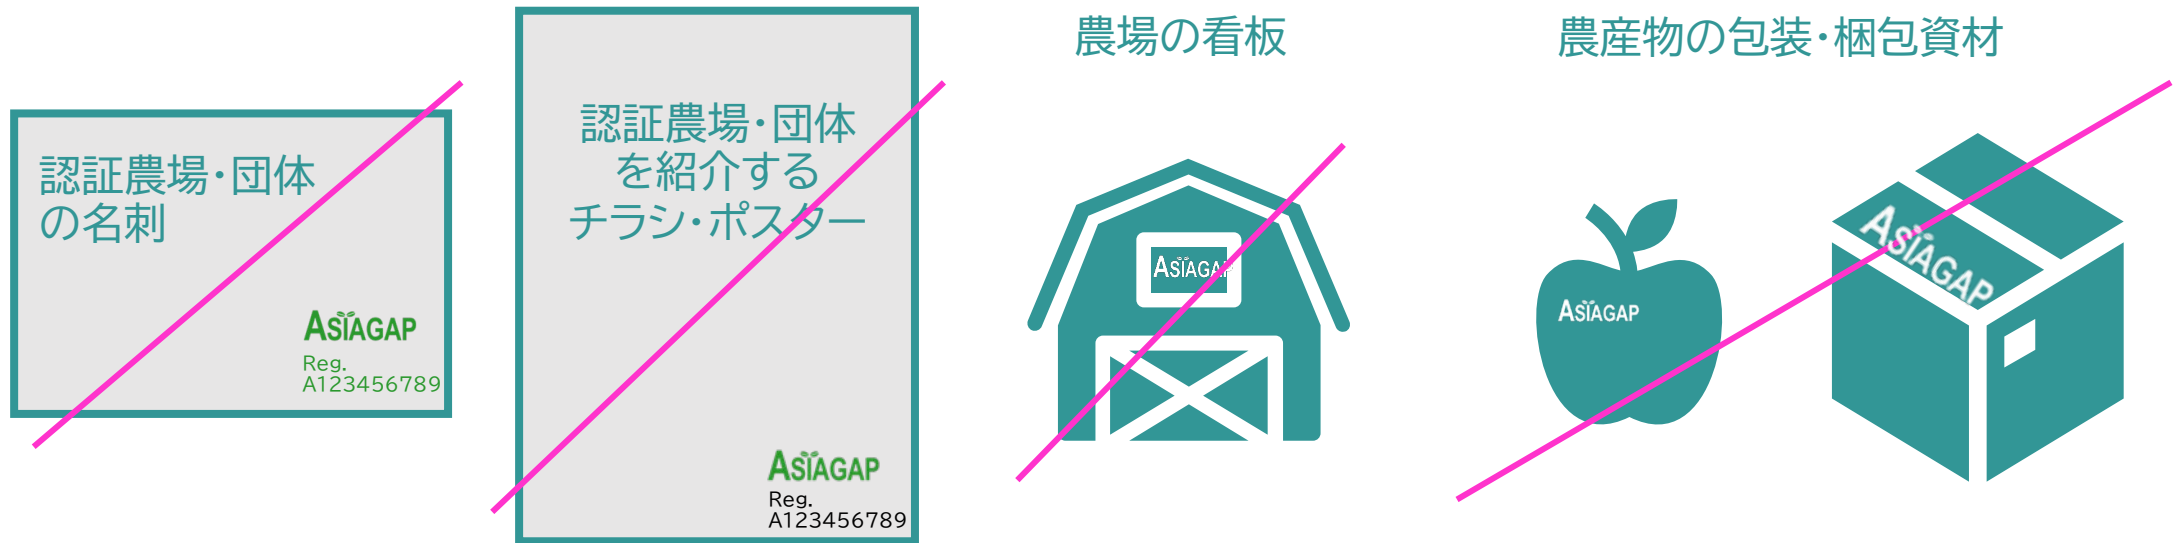 認証農場・団体
の名刺
ASIAGAP
Reg.
A123456789
認証農場・団体
を紹介する
チラシ・ポスター
ASIAGAP
Reg.
A123456789
農場の看板
ASIAGAP
農産物の包装・梱包資材
ASIAGAP
ASIAGAP